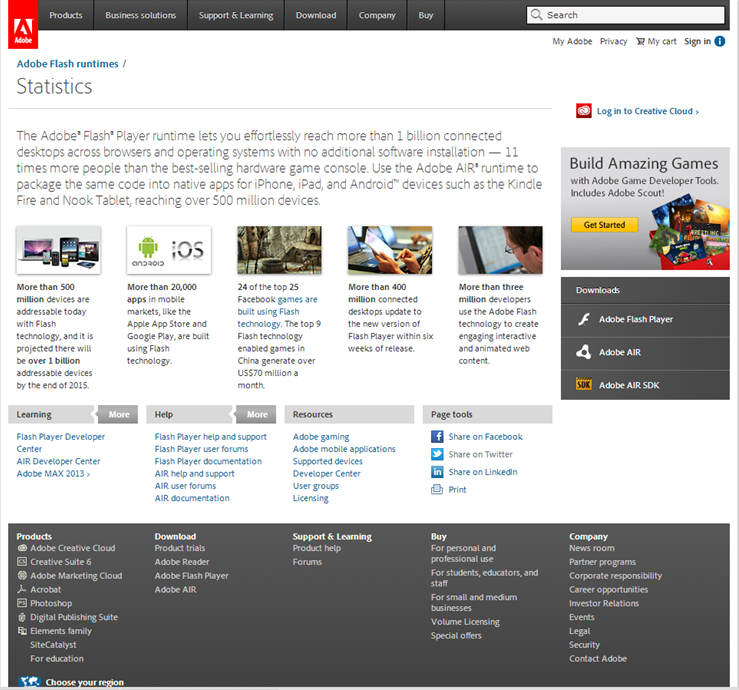 Adobe
Products
Business solutions
Support & Learning
Download
Company
Buy
Search
My Adobe
Privacy
My cart
Sign in
Adobe Flash runtimes /
Statistics
Log in to Creative Cloud ›
The Adobe® Flash® Player runtime lets you effortlessly reach more than 1 billion connected
desktops across browsers and operating systems with no additional software installation — 11
times more people than the best-selling hardware game console. Use the Adobe AIR® runtime to
package the same code into native apps for iPhone, iPad, and Android™ devices such as the Kindle
Fire and Nook Tablet, reaching over 500 million devices.
Build Amazing Games
with Adobe Game Developer Tools.
Includes Adobe Scout!
Get Started
More than 500
million devices are
addressable today
with Flash
technology, and it is
projected there will
be over 1 billion
addressable devices
by the end of 2015.
ANDROID
iOS
More than 20,000
apps in mobile
markets, like the
Apple App Store and
Google Play, are built
using Flash
technology.
24 of the top 25
Facebook games are
built using Flash
technology. The top 9
Flash technology
enabled games in
China generate over
US$70 million a
month.
More than 400
million connected
desktops update to
the new version of
Flash Player within six
weeks of release.
More than three
million developers
use the Adobe Flash
technology to create
engaging interactive
and animated web
content.
Downloads
Adobe Flash Player
Adobe AIR
SDK
Adobe AIR SDK
Learning
More
Flash Player Developer
Center
AIR Developer Center
Adobe MAX 2013 ›
Help
More
Flash Player help and support
Flash Player user forums
Flash Player documentation
AIR help and support
AIR user forums
AIR documentation
Resources
Adobe gaming
Adobe mobile applications
Supported devices
Developer Center
User groups
Licensing
Page tools
Share on Facebook
Share on Twitter
Share on LinkedIn
Print
Products
Adobe Creative Cloud
Creative Suite 6
Adobe Marketing Cloud
Acrobat
Photoshop
Digital Publishing Suite
Elements family
SiteCatalyst
For education
Download
Product trials
Adobe Reader
Adobe Flash Player
Adobe AIR
Support & Learning
Product help
Forums
Buy
For personal and
professional use
For students, educators, and
staff
For small and medium
businesses
Volume Licensing
Special offers
Company
News room
Partner programs
Corporate responsibility
Career opportunities
Investor Relations
Events
Legal
Security
Contact Adobe
Choose your region